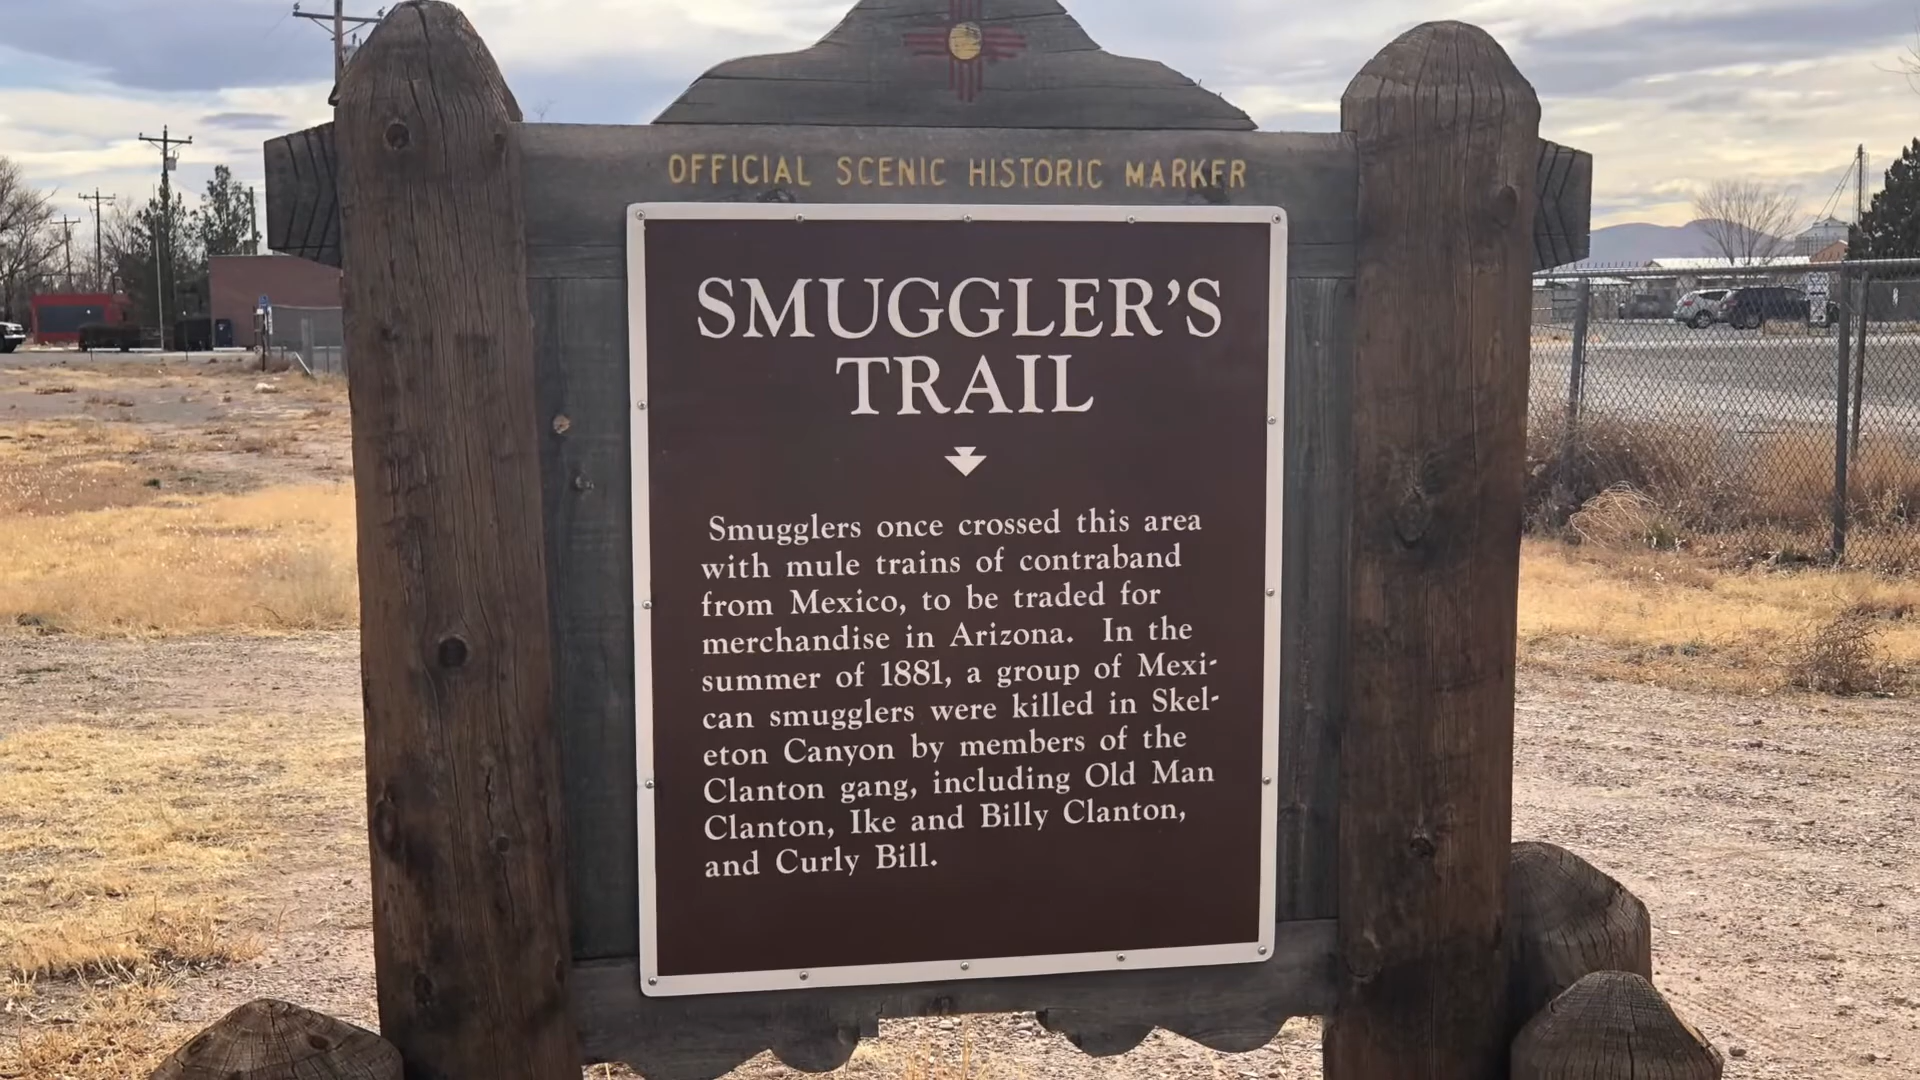 OFFICIAL SCENIC HISTORIC MARKER
SMUGGLER'S
TRAIL
Smugglers once crossed this area
with mule trains of contraband
from Mexico, to be traded for
merchandise in Arizona. In the
summer of 1881, a group of Mexi-
can smugglers were killed in Skel-
eton Canyon by members of the
Clanton gang, including Old Man
Clanton, Ike and Billy Clanton,
and Curly Bill.